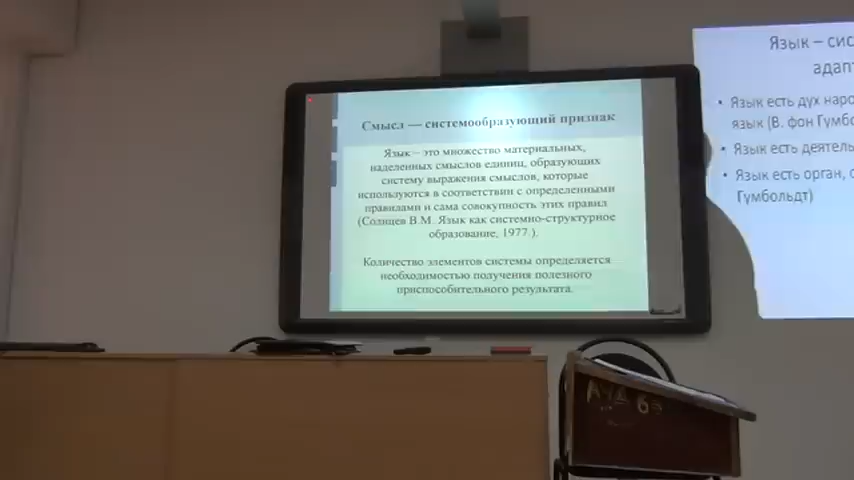 Смысл — системообразующий признак
Язык – это множество материальных,
наделенных смыслов единиц, образующих
систему выражения смыслов, которые
используются в соответствии с определенными
правилами и сама совокупность этих правил
(Солнцев В.М. Язык как системно-структурное
образование, 1977.).
Количество элементов системы определяется
необходимостью получения полезного
приспособительного результата.
Язык – сис
адап
• Язык есть дух наро
язык (В. фон Гумбо
• Язык есть деятель
• Язык есть орган, о
Гумбольдт)